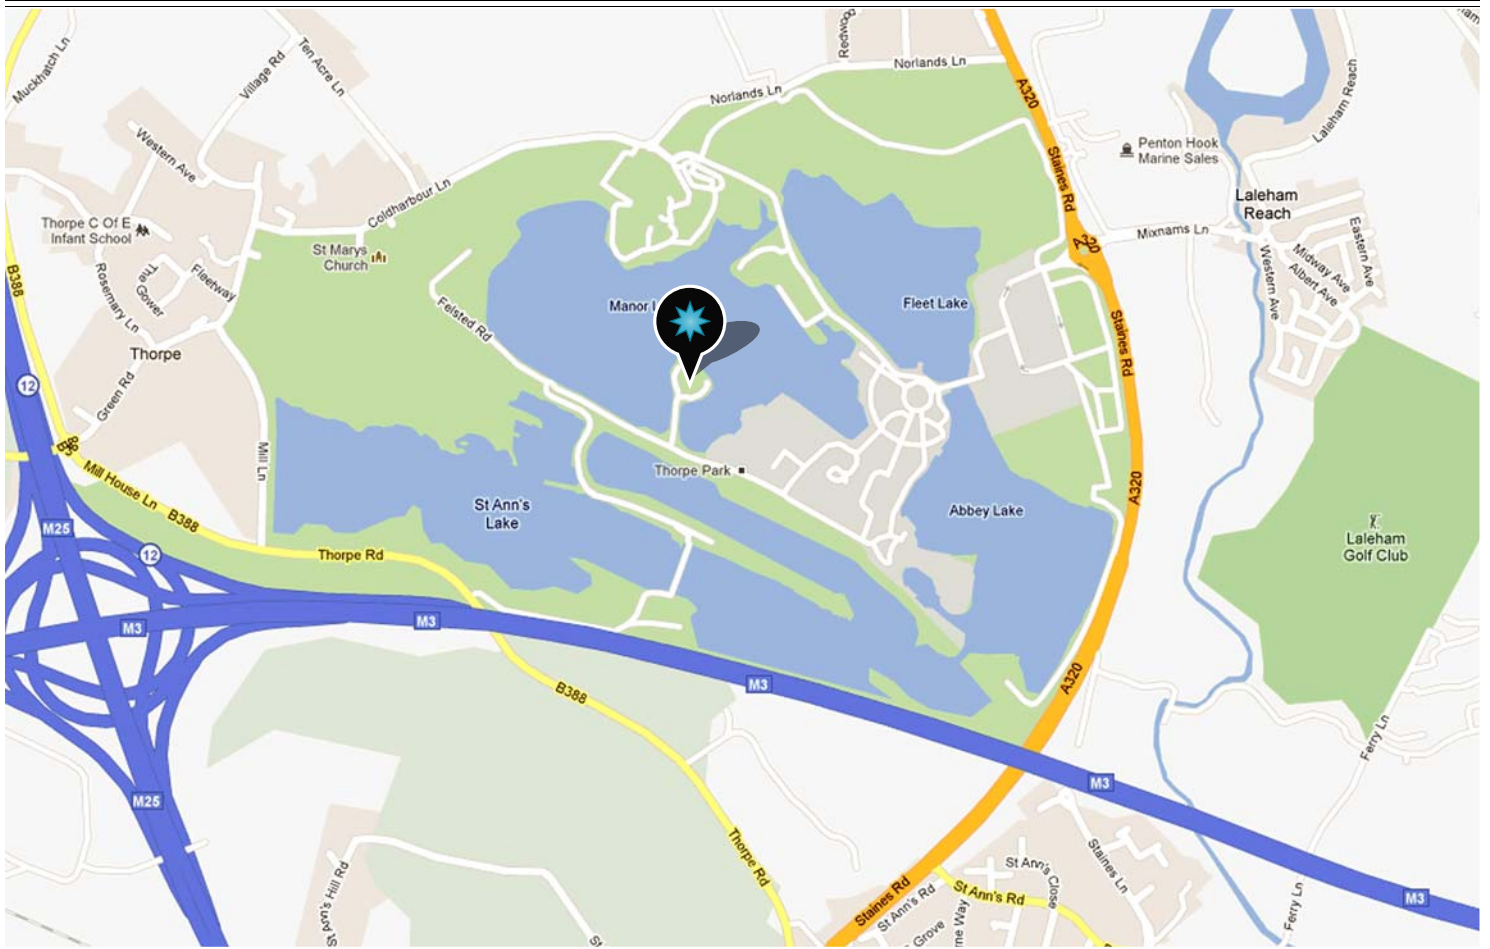 Muckhatch Ln
Village Rd
Ten Acre Ln
Redwood
Norlands Ln
Norlands Ln
A320
Laleham Reach
Western Ave
Penton Hook
Marine Sales
Staines Rd
Coldharbour Ln
Laleham
Reach
Thorpe C Of E
Infant School
St Marys
Church
Mixnams Ln
Eastern Ave
Midway Ave
Albert Ave
Western Ave
B388
Rosemary Ln
The Gower
Fleetway
Felsted Rd
Manor
Fleet Lake
Staines Rd
Thorpe
12
Green Rd
Mill Ln
Mill House Ln
B388
Thorpe Park
St Ann's
Lake
Abbey Lake
A320
Laleham
Golf Club
M25
12
Thorpe Rd
M3
M3
M3
B388
A320
Ferry Ln
M3
M25
Thorpe Rd
Staines Ln
St Ann's Close
St Ann's Hill Rd
Staines Rd
St Ann's Rd
St Ann's Rd
Grove
Ferry Ln
M3
St